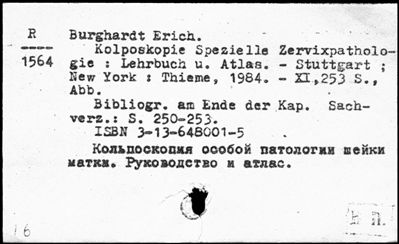 R Burghardt Erich.
Kolposkopie Spezielle Zervixpatholo-
1564 gie : Lehrbuch u. Atlas. - Stuttgart ;
New York : Thieme, 1984. - XI,253 S.,
Abb.
Bibliogr. am Ende der Kap. Sach-
verz.: S. 250-253.
ISBN 3-13-648001-5
Кольпоскопия особой патологии шейки
матки. Руководство и атлас.
6